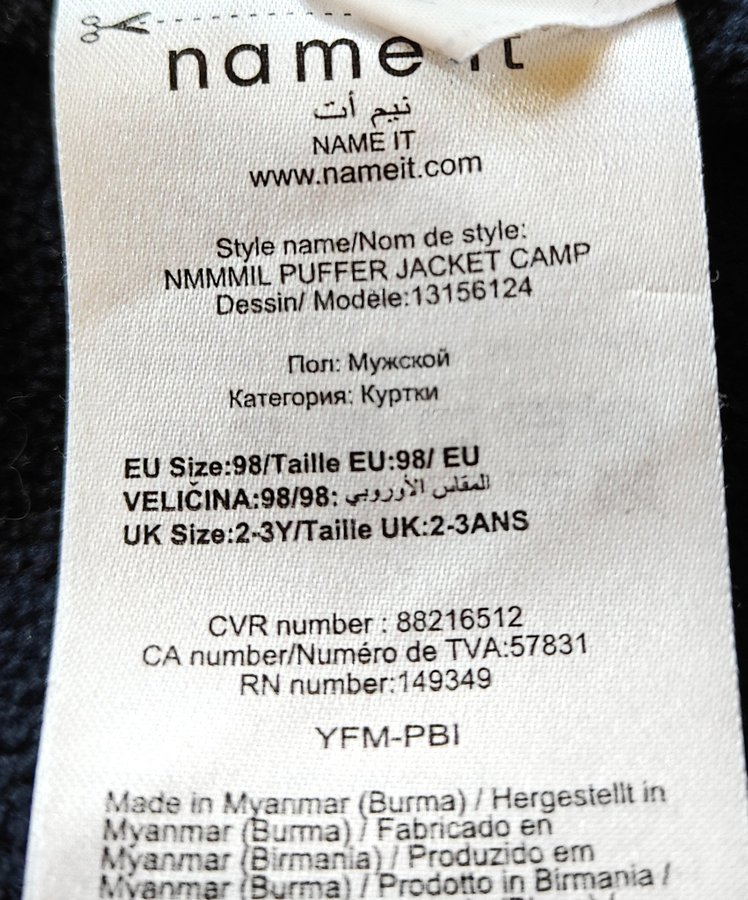 name it
نيم أت
NAME IT
www.nameit.com
Style name/Nom de style:
NMMMIL PUFFER JACKET CAMP
Dessin/ Modèle:13156124
Пол: Мужской
Категория: Куртки
EU Size:98/Taille EU:98/ EU
VELIČINA:98/98: المقاس الأوروبي
UK Size:2-3Y/Taille UK:2-3ANS
CVR number : 88216512
CA number/Numéro de TVA:57831
RN number:149349
YFM-PBI
Made in Myanmar (Burma) / Hergestellt in
Myanmar (Burma) / Fabricado en
Myanmar (Birmania) / Produzido em
Myanmar (Burma) / Prodotto in Birmania /